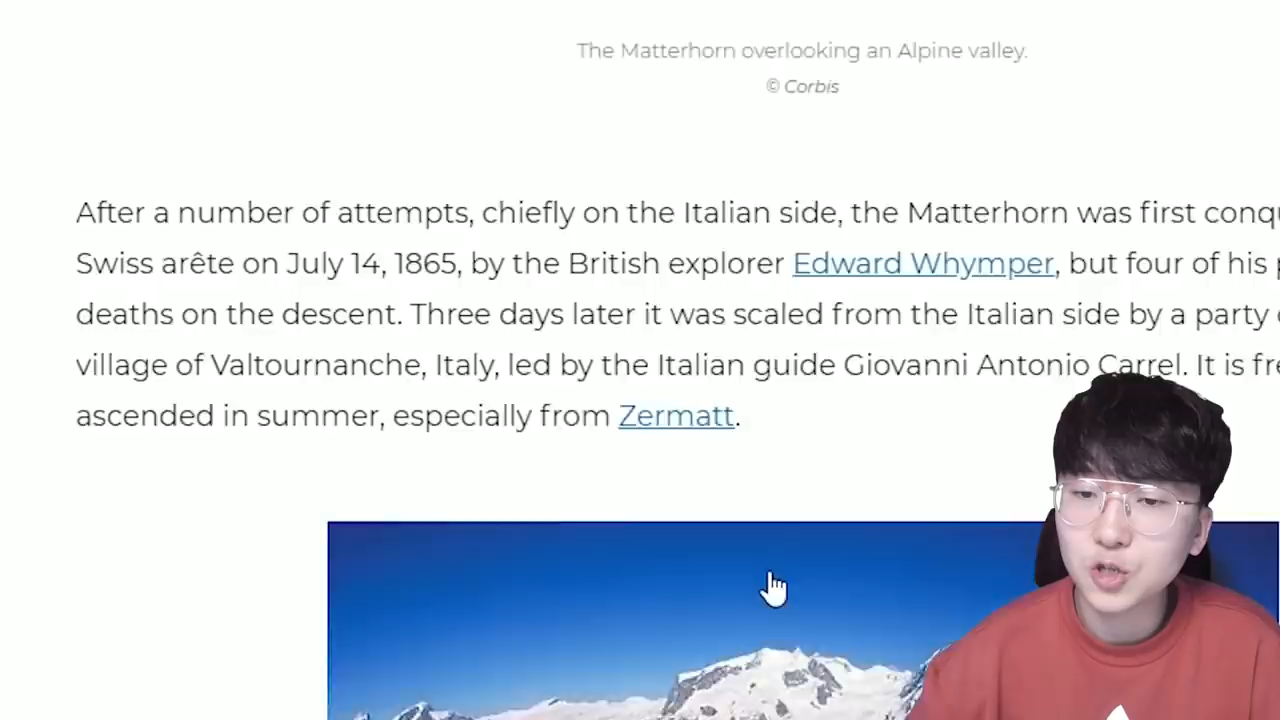 The Matterhorn overlooking an Alpine valley.
© Corbis
After a number of attempts, chiefly on the Italian side, the Matterhorn was first
Swiss arête on July 14, 1865, by the British explorer Edward Whymper, but four of his
deaths on the descent. Three days later it was scaled from the Italian side by a party
village of Valtournanche, Italy, led by the Italian guide Giovanni Antonio Carrel. It is
ascended in summer, especially from Zermatt.